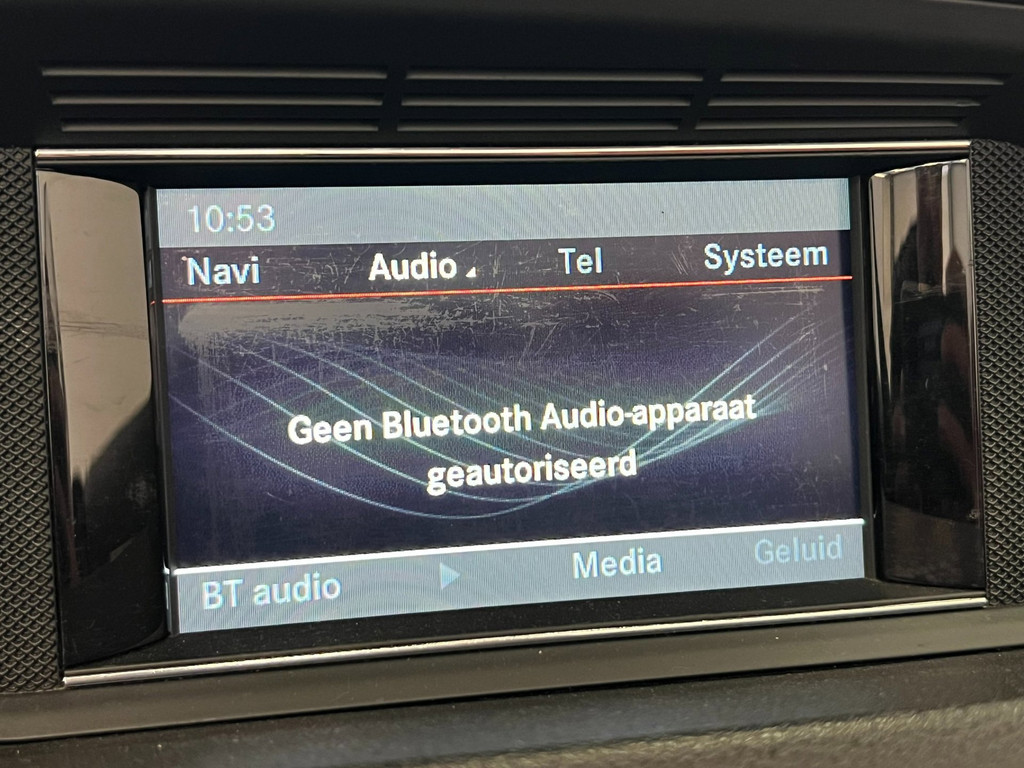 10:53
Navi Audio Tel Systeem
Geen Bluetooth Audio-apparaat
geautoriseerd
BT audio Media Geluid